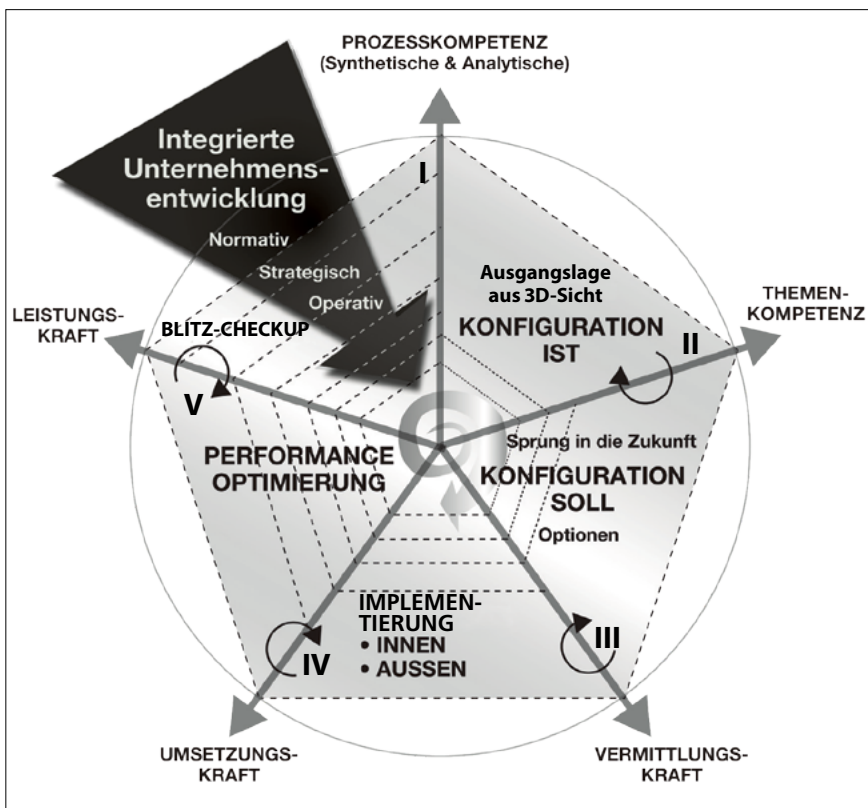 PROZESSKOMPETENZ
(Synthetische & Analytische)
Integrierte
Unternehmens-
entwicklung
Normativ
Strategisch
Operativ
I
Ausgangslage
aus 3D-Sicht
KONFIGURATION
IST
II
THEMEN-
KOMPETENZ
LEISTUNGS-
KRAFT
BLITZ-CHECKUP
V
PERFORMANCE
OPTIMIERUNG
Sprung in die Zukunft
KONFIGURATION
SOLL
Optionen
III
IMPLEMEN-
TIERUNG
• INNEN
• AUSSEN
IV
UMSETZUNGS-
KRAFT
VERMITTLUNGS-
KRAFT